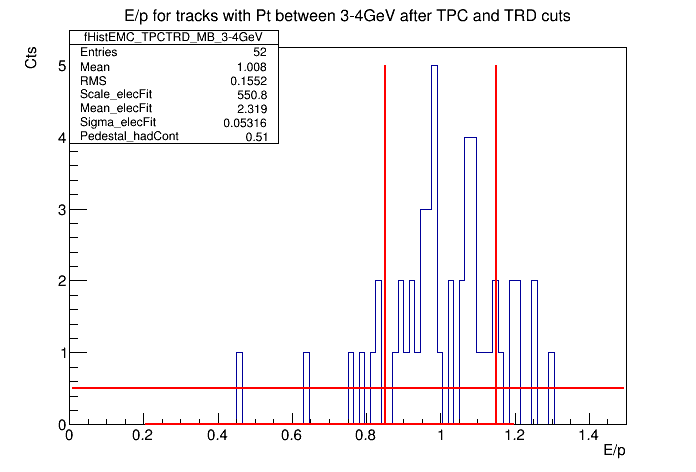 E/p for tracks with Pt between 3-4GeV after TPC and TRD cuts
fHistEMC_TPCTRD_MB_3-4GeV
Entries 52
Mean 1.008
RMS 0.1552
Scale_elecFit 550.8
Mean_elecFit 2.319
Sigma_elecFit 0.05316
Pedestal_hadCont 0.51
Cts
5
4
3
2
1
0
0 0.2 0.4 0.6 0.8 1 1.2 1.4
E/p